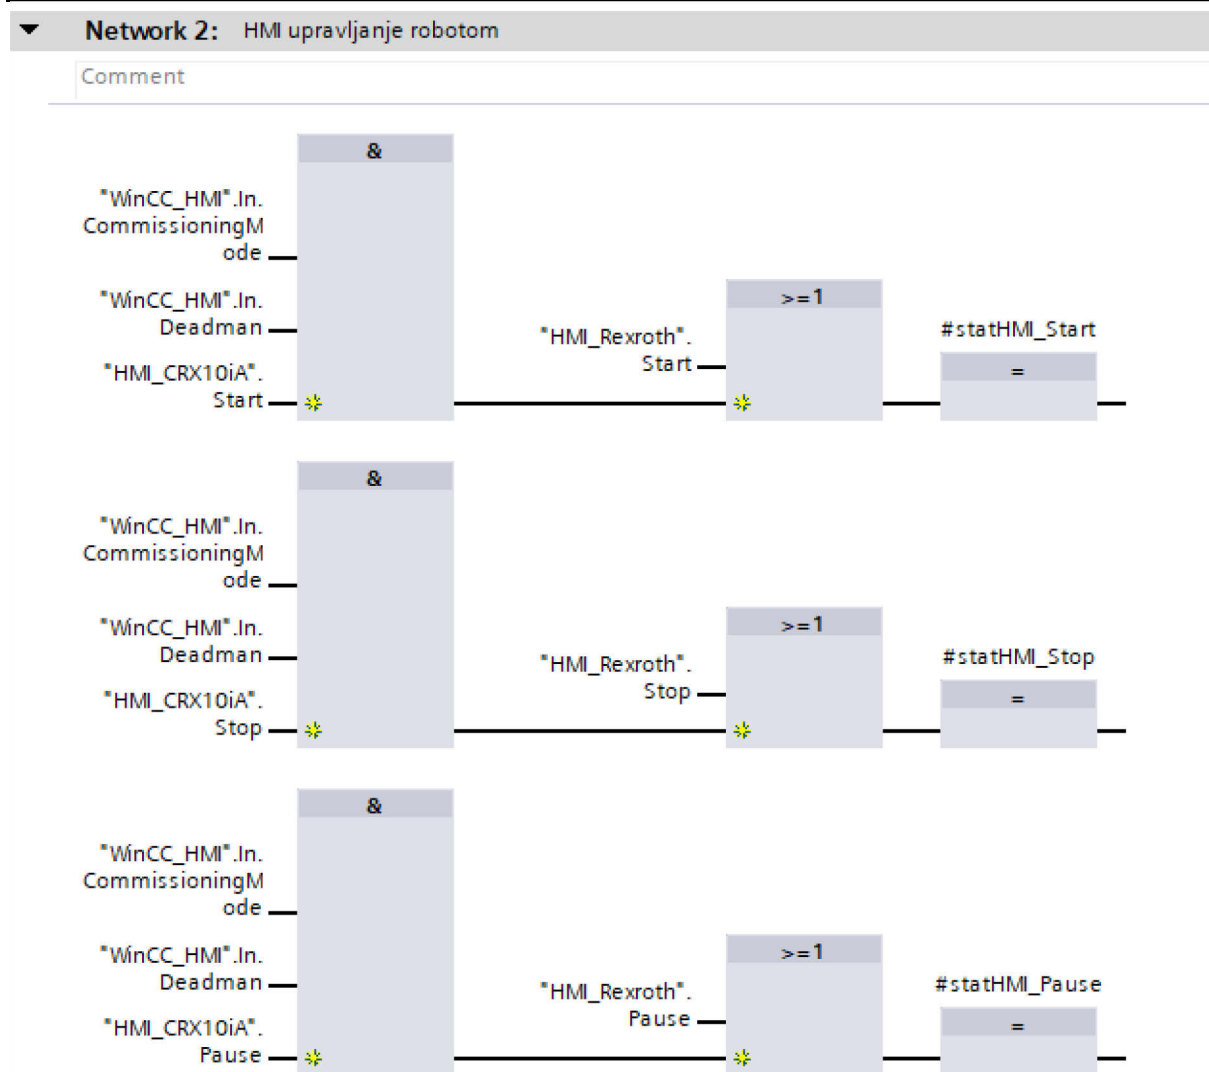 Network 2: HMI upravljanje robotom
Comment
&
"WinCC_HMI".In.
CommissioningM
ode
"WinCC_HMI".In.
Deadman
"HMI_CRX10iA".
Start
"HMI_Rexroth".
Start
>=1
#statHMI_Start
=
&
"WinCC_HMI".In.
CommissioningM
ode
"WinCC_HMI".In.
Deadman
"HMI_CRX10iA".
Stop
"HMI_Rexroth".
Stop
>=1
#statHMI_Stop
=
&
"WinCC_HMI".In.
CommissioningM
ode
"WinCC_HMI".In.
Deadman
"HMI_CRX10iA".
Pause
"HMI_Rexroth".
Pause
>=1
#statHMI_Pause
=